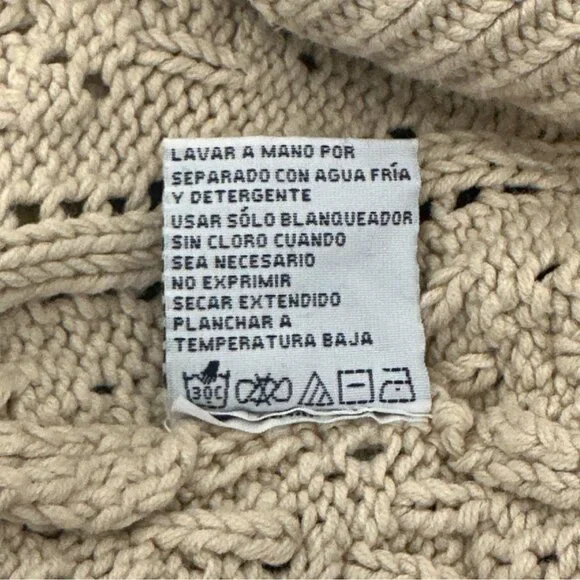 LAVAR A MANO POR
SEPARADO CON AGUA FRÍA
Y DETERGENTE
USAR SÓLO BLANQUEADOR
SIN CLORO CUANDO
SEA NECESARIO
NO EXPRIMIR
SECAR EXTENDIDO
PLANCHAR A
TEMPERATURA BAJA
30C